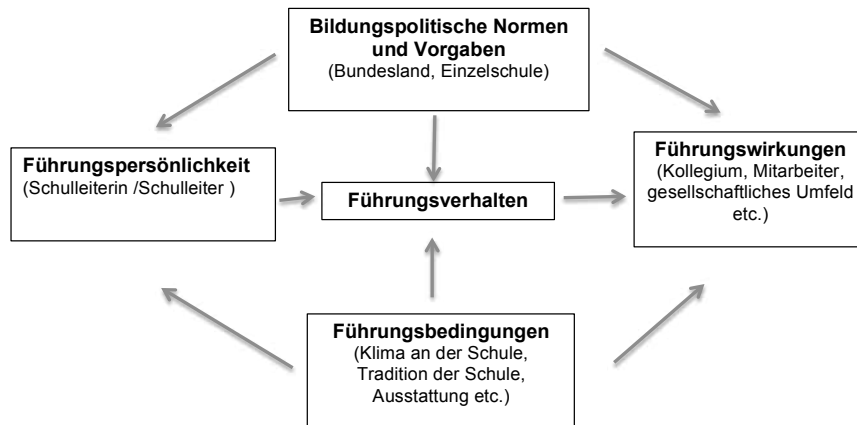 Bildungspolitische Normen
und Vorgaben
(Bundesland, Einzelschule)
Führungspersönlichkeit
(Schulleiterin /Schulleiter )
Führungsverhalten
Führungswirkungen
(Kollegium, Mitarbeiter,
gesellschaftliches Umfeld
etc.)
Führungsbedingungen
(Klima an der Schule,
Tradition der Schule,
Ausstattung etc.)